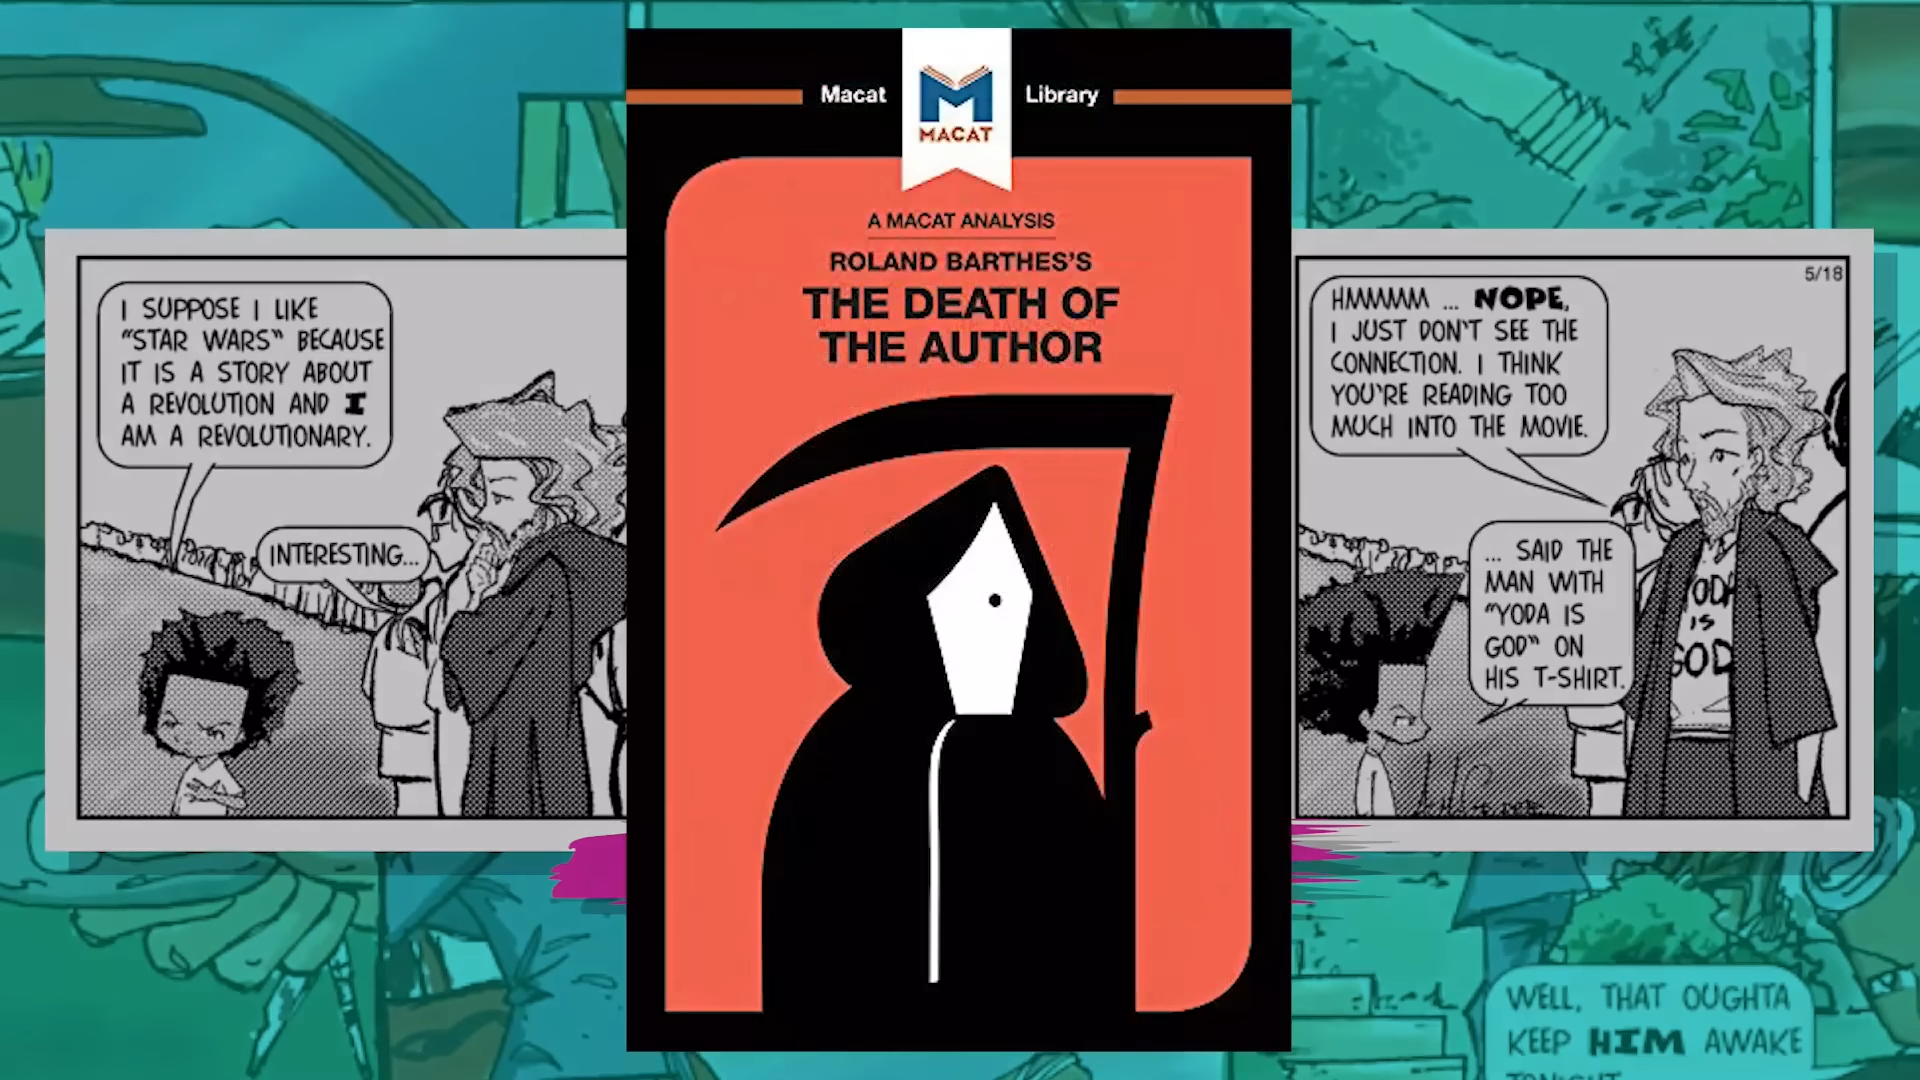 I SUPPOSE I LIKE
"STAR WARS" BECAUSE
IT IS A STORY ABOUT
A REVOLUTION AND I
AM A REVOLUTIONARY.
INTERESTING...
Macat
Library
MACAT
A MACAT ANALYSIS
ROLAND BARTHES'S
THE DEATH OF
THE AUTHOR
5/18
HMMMMM ... NOPE,
I JUST DON'T SEE THE
CONNECTION. I THINK
YOU'RE READING TOO
MUCH INTO THE MOVIE.
... SAID THE
MAN WITH
"YODA IS
GOD" ON
HIS T-SHIRT.
YODA
IS
GOD
WELL, THAT OUGHTA
KEEP HIM AWAKE
TONIGHT